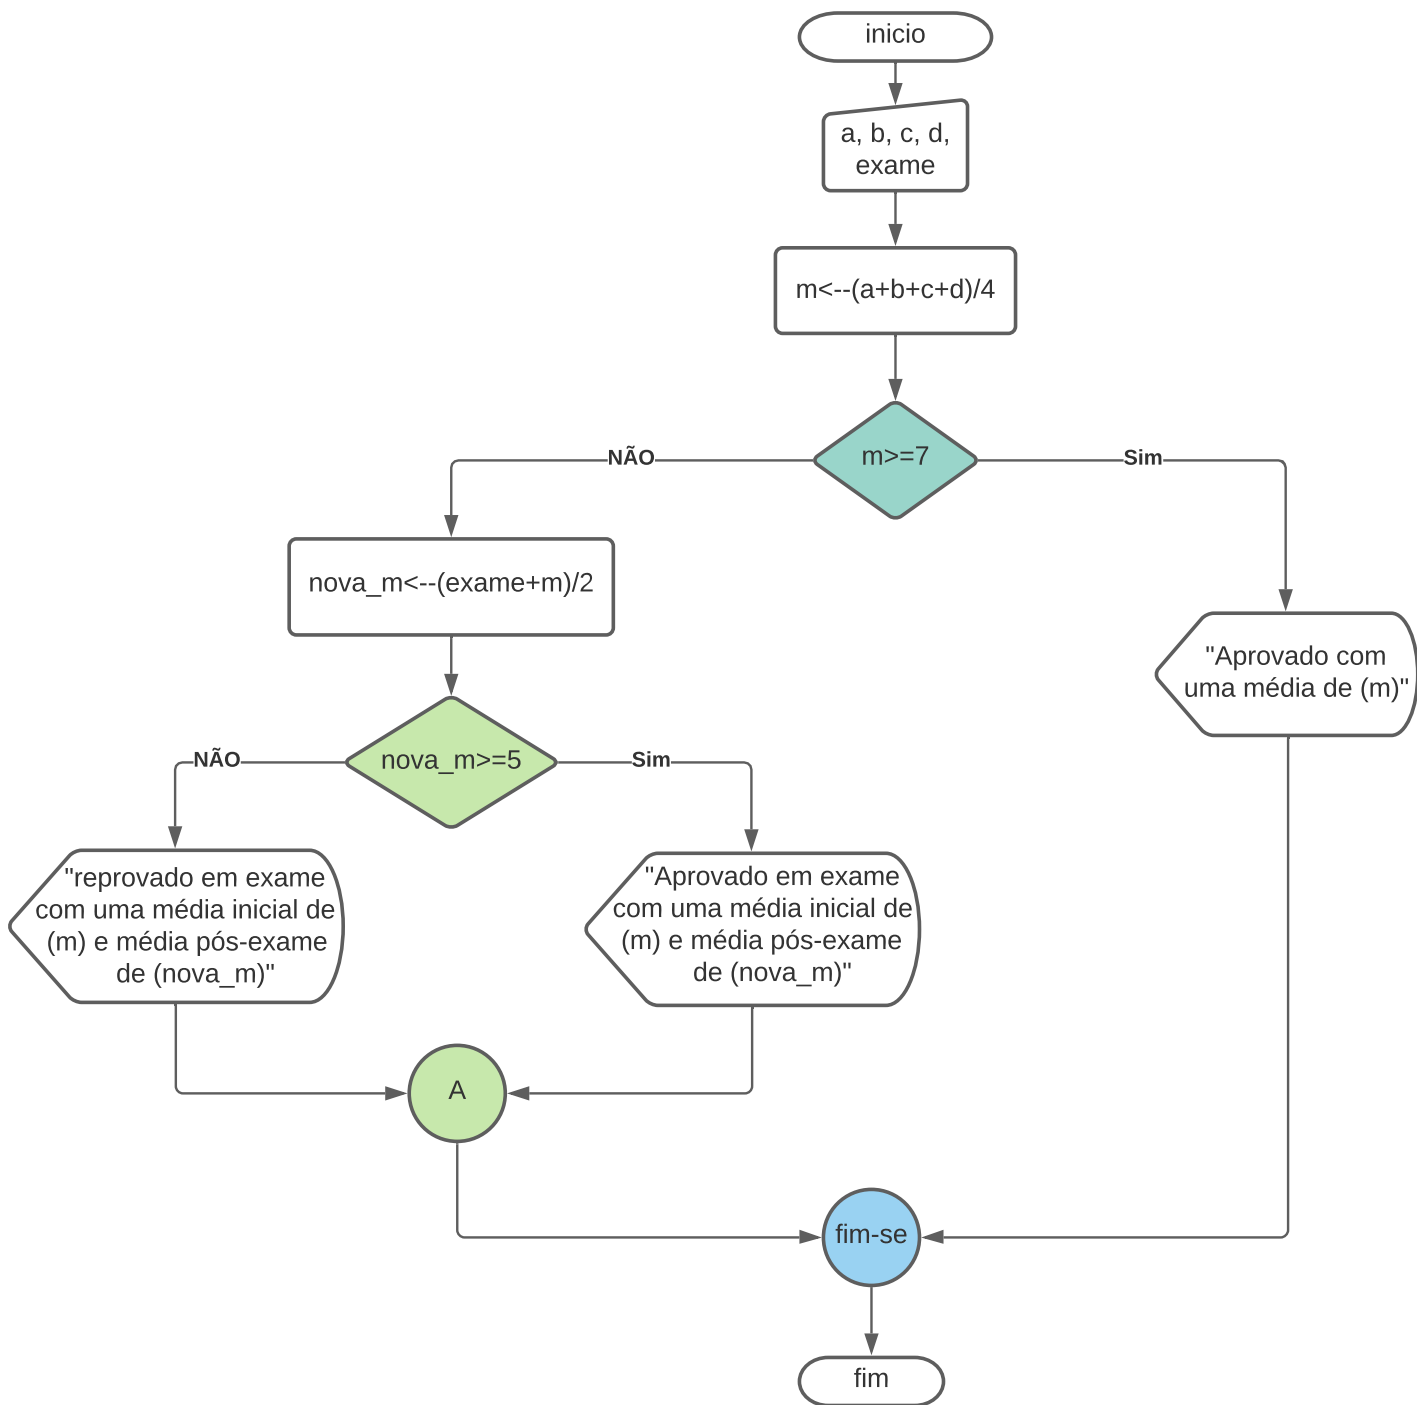 inicio
a, b, c, d,
exame
m<--(a+b+c+d)/4
m>=7
NÃO
Sim
nova_m<--(exame+m)/2
"Aprovado com
uma média de (m)"
nova_m>=5
NÃO
Sim
"reprovado em exame
com uma média inicial de
(m) e média pós-exame
de (nova_m)"
"Aprovado em exame
com uma média inicial de
(m) e média pós-exame
de (nova_m)"
A
fim-se
fim